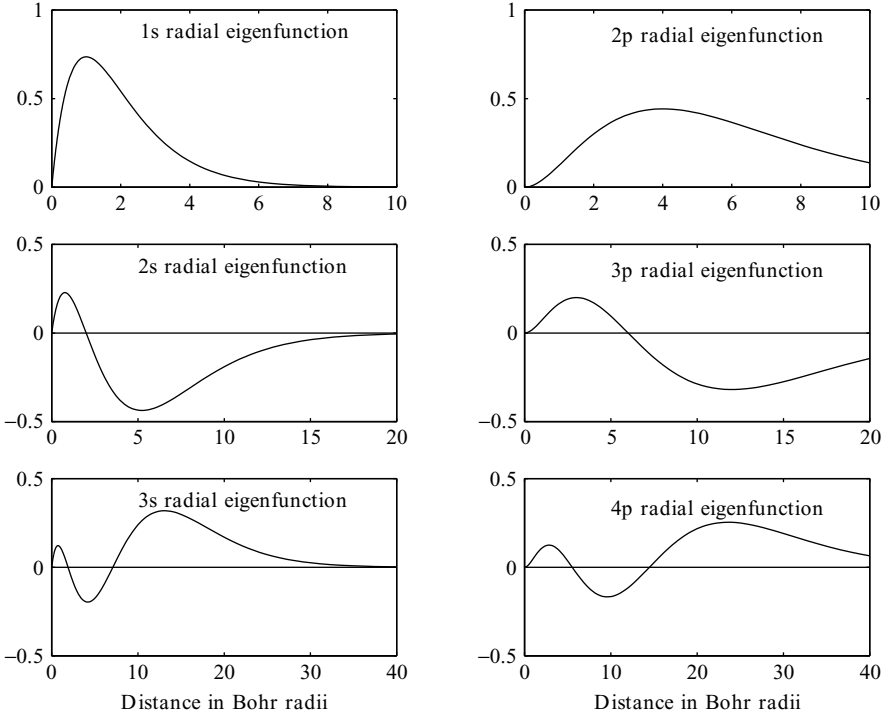 1s radial eigenfunction
1
0.5
0
0 2 4 6 8 10
2p radial eigenfunction
1
0.5
0
0 2 4 6 8 10
2s radial eigenfunction
0.5
0
−0.5
0 5 10 15 20
3p radial eigenfunction
0.5
0
−0.5
0 5 10 15 20
3s radial eigenfunction
0.5
0
−0.5
0 10 20 30 40
Distance in Bohr radii
4p radial eigenfunction
0.5
0
−0.5
0 10 20 30 40
Distance in Bohr radii